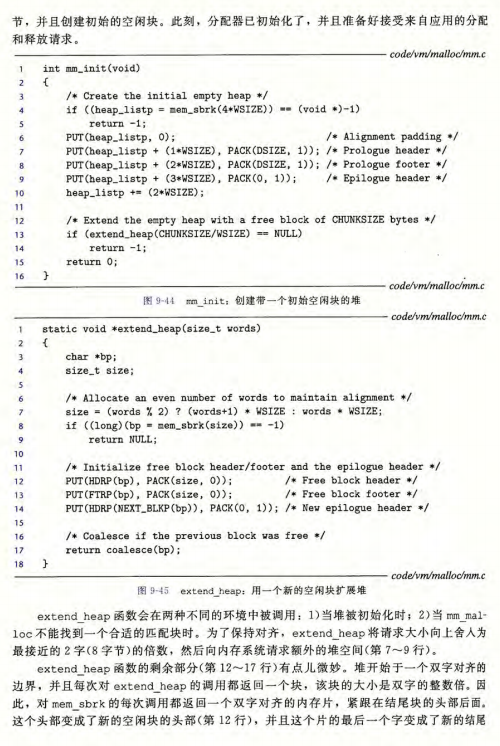 节，并且创建初始的空闲块。此刻，分配器已初始化了，并且准备好接受来自应用的分配
和释放请求。
code/vm/malloc/mm.c
1 int mm_init(void)
2 {
3     /* Create the initial empty heap */
4     if ((heap_listp = mem_sbrk(4*WSIZE)) == (void *)-1)
5         return -1;
6     PUT(heap_listp, 0);                          /* Alignment padding */
7     PUT(heap_listp + (1*WSIZE), PACK(DSIZE, 1)); /* Prologue header */
8     PUT(heap_listp + (2*WSIZE), PACK(DSIZE, 1)); /* Prologue footer */
9     PUT(heap_listp + (3*WSIZE), PACK(0, 1));     /* Epilogue header */
10     heap_listp += (2*WSIZE);
11
12     /* Extend the empty heap with a free block of CHUNKSIZE bytes */
13     if (extend_heap(CHUNKSIZE/WSIZE) == NULL)
14         return -1;
15     return 0;
16 }
code/vm/malloc/mm.c
图 9-44 mm_init：创建带一个初始空闲块的堆
code/vm/malloc/mm.c
1 static void *extend_heap(size_t words)
2 {
3     char *bp;
4     size_t size;
5
6     /* Allocate an even number of words to maintain alignment */
7     size = (words % 2) ? (words+1) * WSIZE : words * WSIZE;
8     if ((long)(bp = mem_sbrk(size)) == -1)
9         return NULL;
10
11     /* Initialize free block header/footer and the epilogue header */
12     PUT(HDRP(bp), PACK(size, 0));         /* Free block header */
13     PUT(FTRP(bp), PACK(size, 0));         /* Free block footer */
14     PUT(HDRP(NEXT_BLKP(bp)), PACK(0, 1)); /* New epilogue header */
15
16     /* Coalesce if the previous block was free */
17     return coalesce(bp);
18 }
code/vm/malloc/mm.c
图 9-45 extend_heap：用一个新的空闲块扩展堆
extend_heap 函数会在两种不同的环境中被调用：1)当堆被初始化时；2)当 mm_mal-
loc 不能找到一个合适的匹配块时。为了保持对齐，extend_heap 将请求大小向上舍入为
最接近的 2 字(8 字节)的倍数，然后向内存系统请求额外的堆空间(第 7～9 行)。
extend_heap 函数的剩余部分(第 12～17 行)有点儿微妙。堆开始于一个双字对齐的
边界，并且每次对 extend_heap 的调用都返回一个块，该块的大小是双字的整数倍。因
此，对 mem_sbrk 的每次调用都返回一个双字对齐的内存片，紧跟在结尾块的头部后面。
这个头部变成了新的空闲块的头部(第 12 行)，并且这个片的最后一个字变成了新的结尾